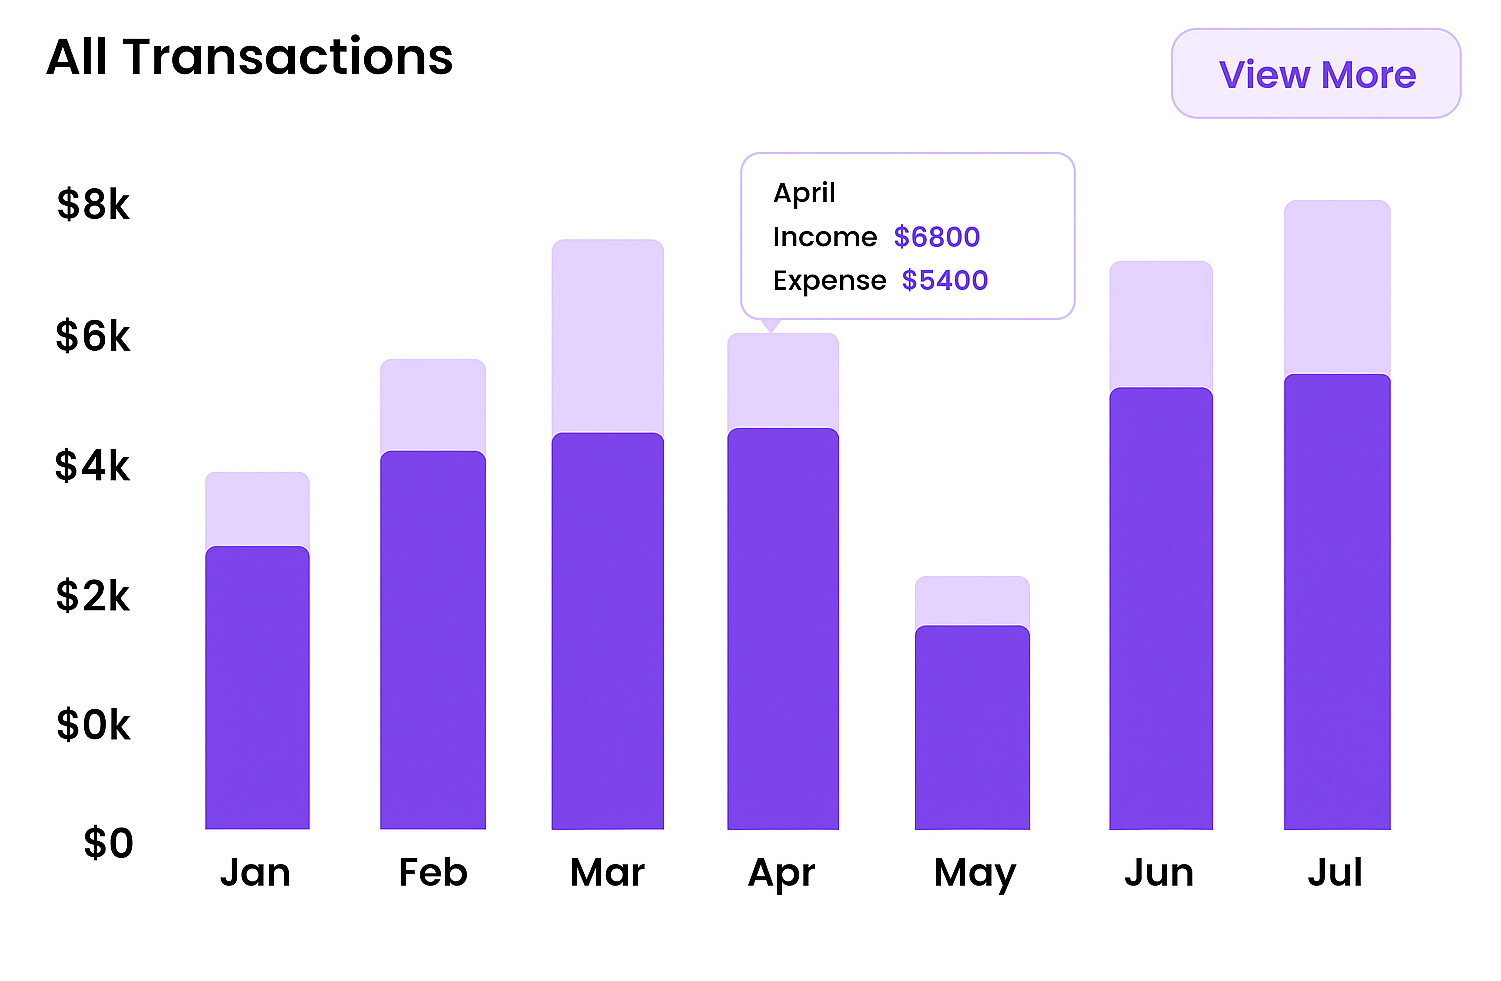 All Transactions
View More
$8k
April
Income $6800
Expense $5400
$6k
$4k
$2k
$0k
$0
Jan Feb Mar Apr May Jun Jul